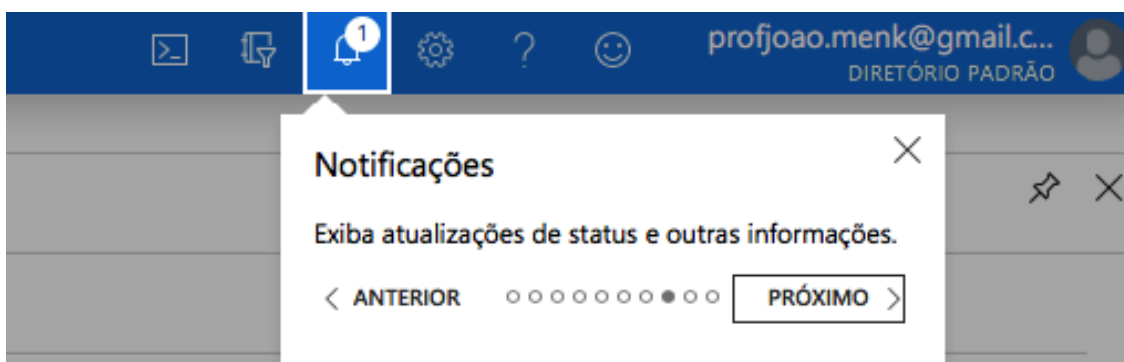 1
profjoao.menk@gmail.c...
DIRETÓRIO PADRÃO
Notificações
Exiba atualizações de status e outras informações.
ANTERIOR
PRÓXIMO